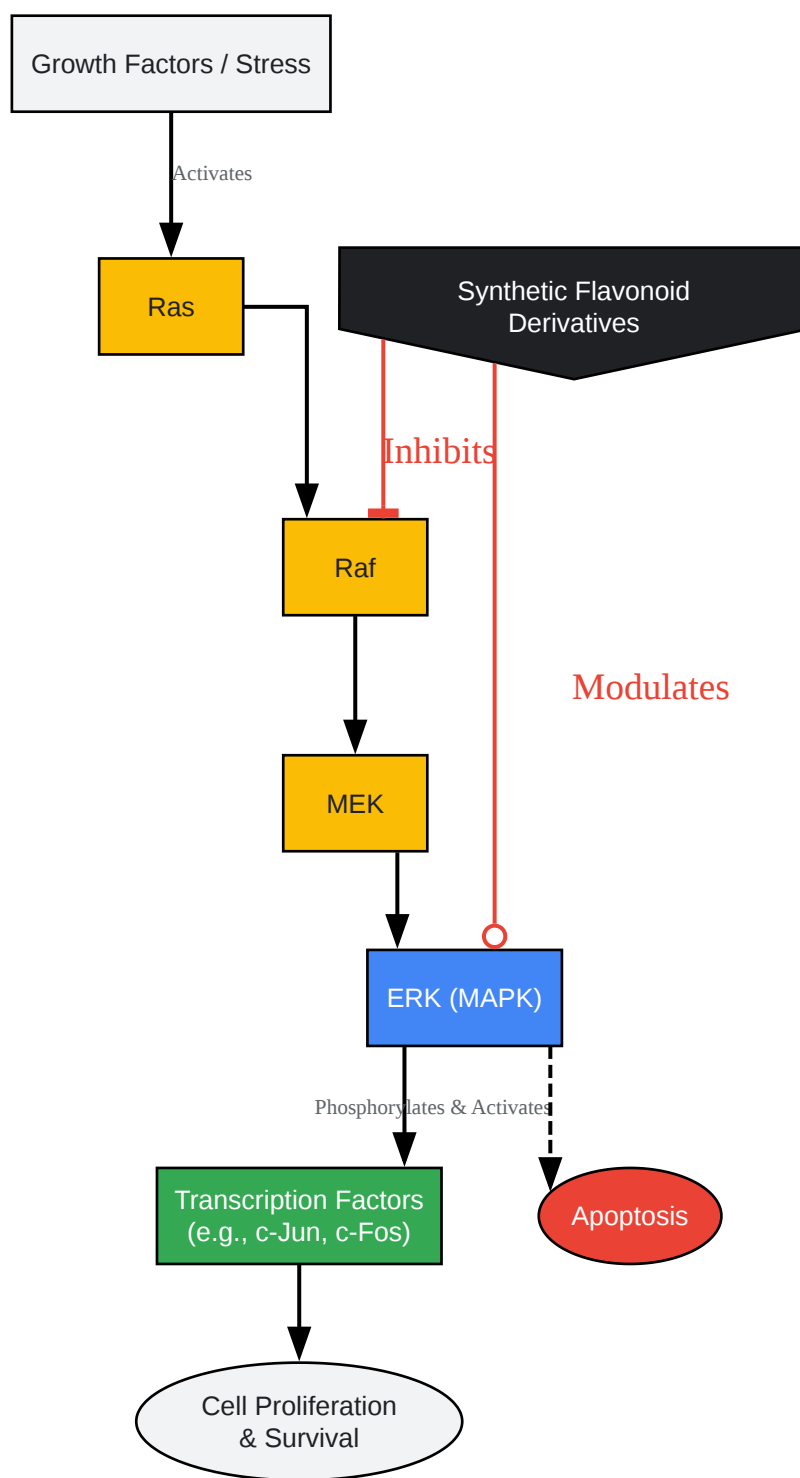 Growth Factors / Stress
Activates
Ras
Synthetic Flavonoid
Derivatives
Inhibits
Raf
Modulates
MEK
ERK (MAPK)
Phosphorylates & Activates
Transcription Factors
(e.g., c-Jun, c-Fos)
Apoptosis
Cell Proliferation
& Survival